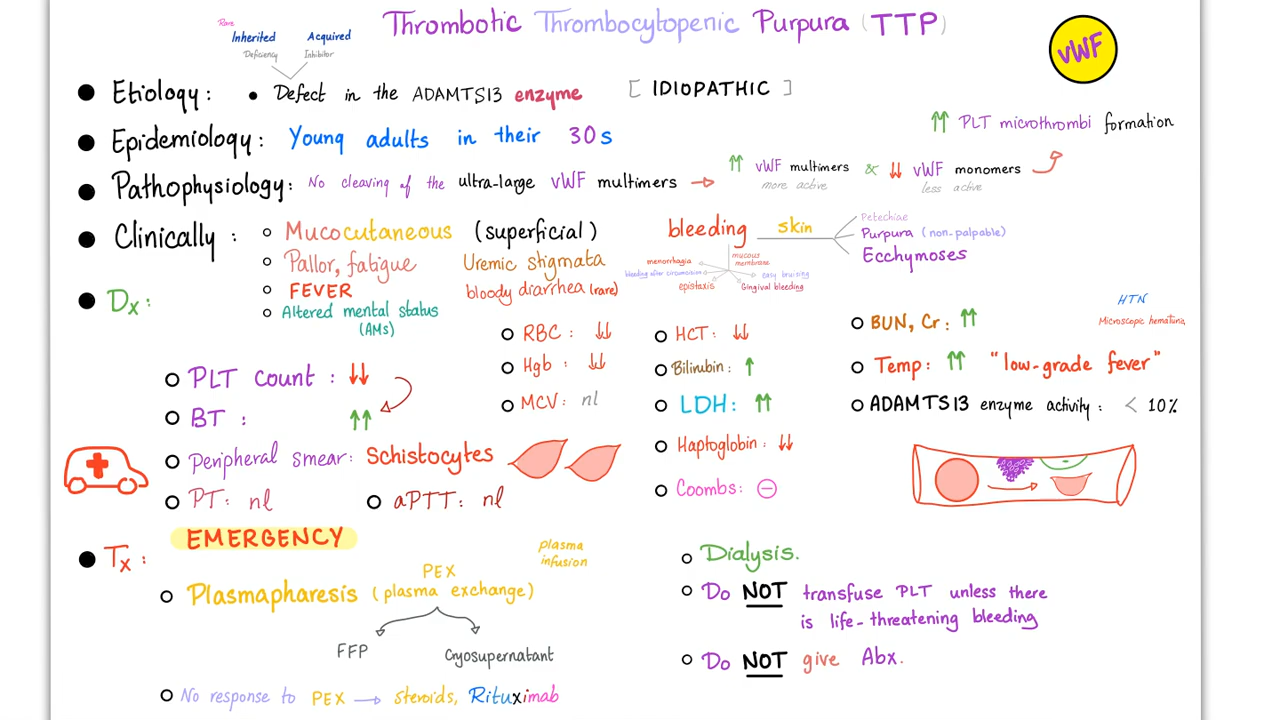 Thrombotic Thrombocytopenic Purpura (TTP)
vWF
Rare
Inherited Acquired
Deficiency Inhibitor
Etiology: • Defect in the ADAMTS13 enzyme [IDIOPATHIC]
Epidemiology: Young adults in their 30s
⇈ PLT microthrombi formation
Pathophysiology: No cleaving of the ultra-large vWF multimers → ⇈ vWF multimers & ⇊ vWF monomers
more active less active
Clinically: Mucocutaneous (superficial) bleeding skin
Petechiae
Purpura (non-palpable)
Ecchymoses
mucous membrane
menorrhagia
bleeding after circumcision
epistaxis
easy bruising
Gingival bleeding
Pallor, fatigue Uremic stigmata
FEVER bloody diarrhea (rare)
Altered mental status
(AMs)
Dx:
PLT count: ⇊
BT: ⇈
Peripheral smear: Schistocytes
PT: nl aPTT: nl
RBC: ⇊
Hgb: ⇊
MCV: nl
HCT: ⇊
Bilirubin: ↑
LDH: ⇈
Haptoglobin: ⇊
Coombs: ⊖
HTN
Microscopic hematuria
BUN, Cr: ⇈
Temp: ⇈ "low-grade fever"
ADAMTS13 enzyme activity: < 10%
Tx: EMERGENCY
plasma
infusion
PEX
Plasmapharesis (plasma exchange)
FFP Cryosupernatant
No response to PEX → steroids, Rituximab
Dialysis.
Do NOT transfuse PLT unless there
is life-threatening bleeding
Do NOT give Abx.